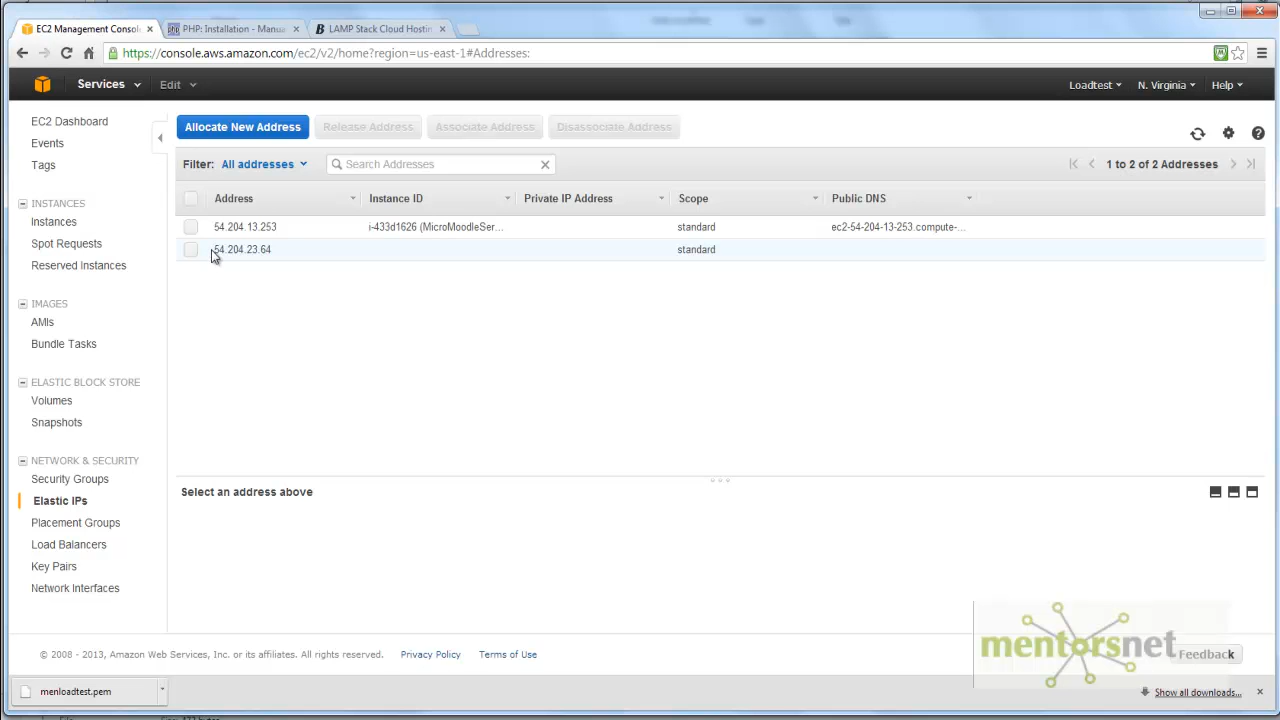 EC2 Management Consol
PHP: Installation - Manua
LAMP Stack Cloud Hostin
https://console.aws.amazon.com/ec2/v2/home?region=us-east-1#Addresses:
Services Edit Loadtest N. Virginia Help
EC2 Dashboard
Events
Tags
INSTANCES
Instances
Spot Requests
Reserved Instances
IMAGES
AMIs
Bundle Tasks
ELASTIC BLOCK STORE
Volumes
Snapshots
NETWORK & SECURITY
Security Groups
Elastic IPs
Placement Groups
Load Balancers
Key Pairs
Network Interfaces
Allocate New Address Release Address Associate Address Disassociate Address
Filter: All addresses Search Addresses 1 to 2 of 2 Addresses
Address Instance ID Private IP Address Scope Public DNS
54.204.13.253 i-433d1626 (MicroMoodleSer... standard ec2-54-204-13-253.compute-...
54.204.23.64 standard
Select an address above
mentorsnet
Feedback
© 2008 - 2013, Amazon Web Services, Inc. or its affiliates. All rights reserved. Privacy Policy Terms of Use
menloadtest.pem
Show all downloads...